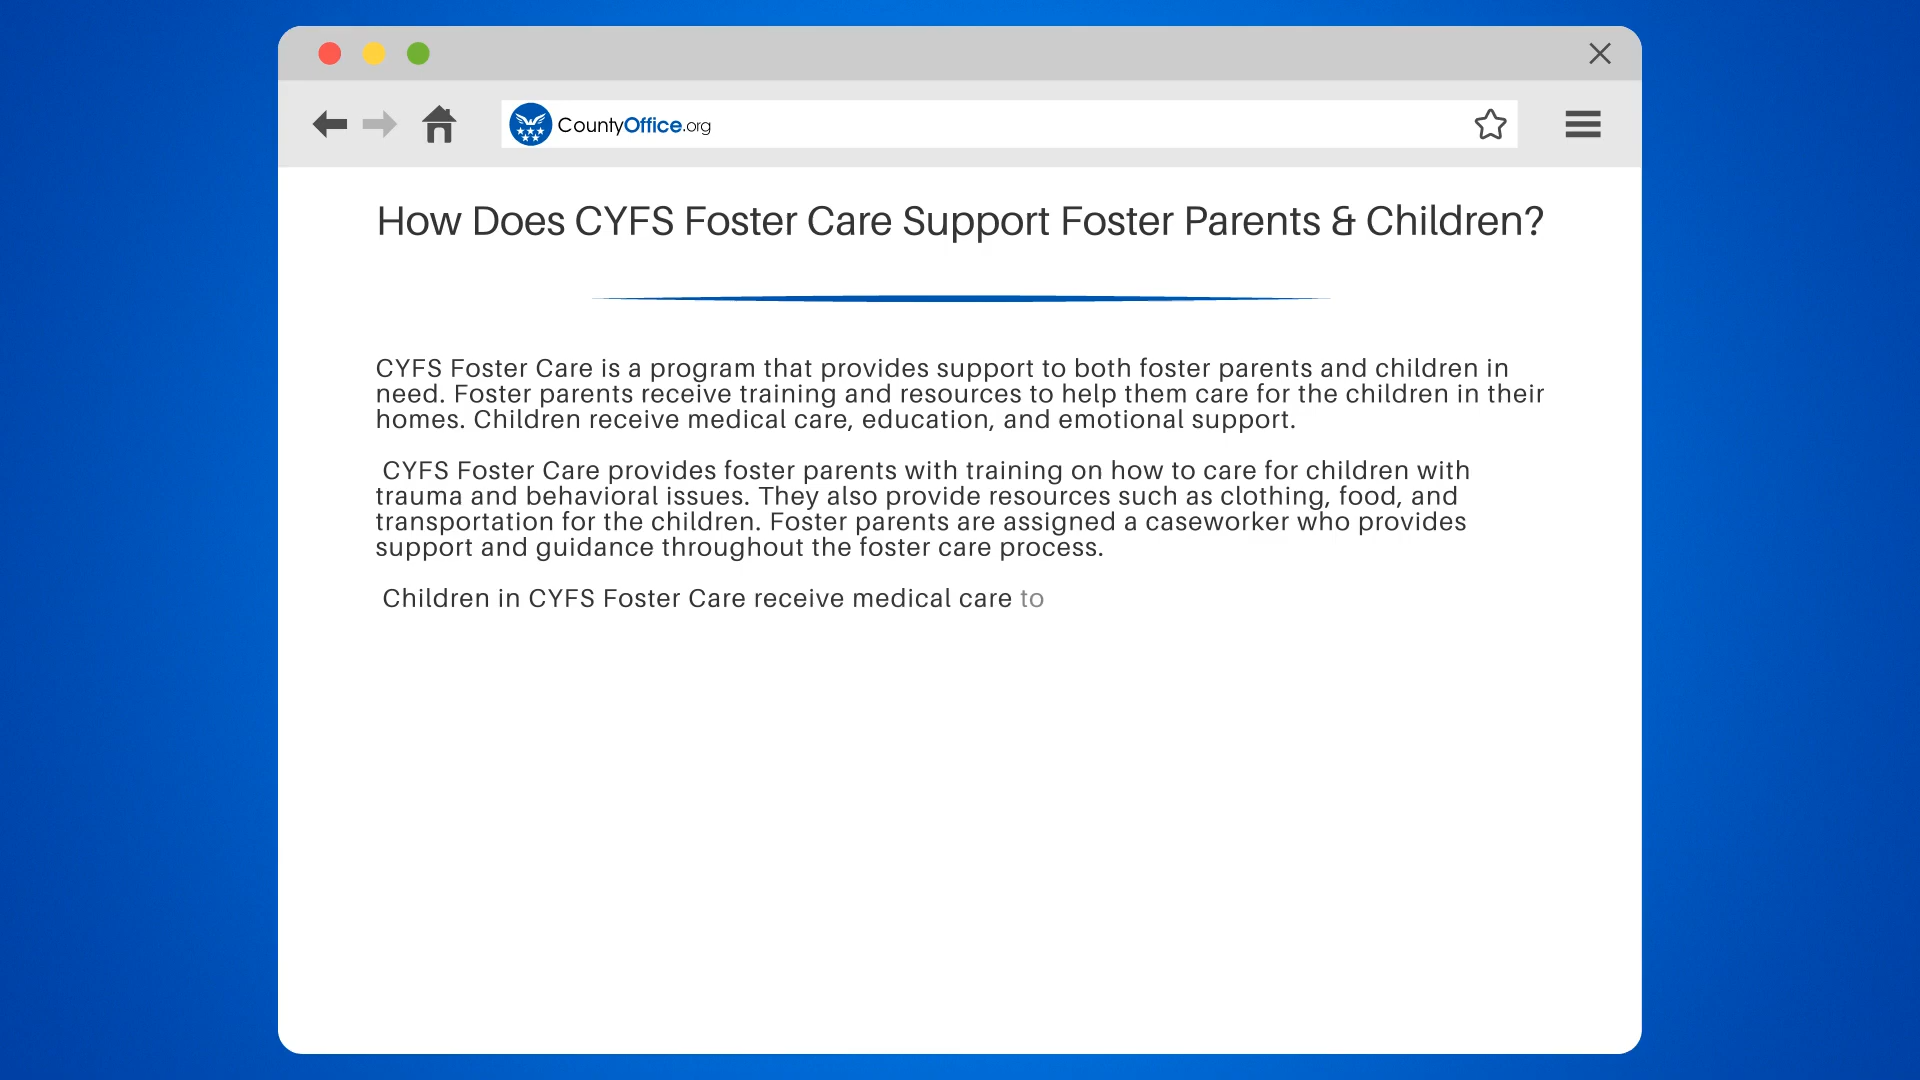 CountyOffice.org
How Does CYFS Foster Care Support Foster Parents & Children?
CYFS Foster Care is a program that provides support to both foster parents and children in
need. Foster parents receive training and resources to help them care for the children in their
homes. Children receive medical care, education, and emotional support.
CYFS Foster Care provides foster parents with training on how to care for children with
trauma and behavioral issues. They also provide resources such as clothing, food, and
transportation for the children. Foster parents are assigned a caseworker who provides
support and guidance throughout the foster care process.
Children in CYFS Foster Care receive medical care to